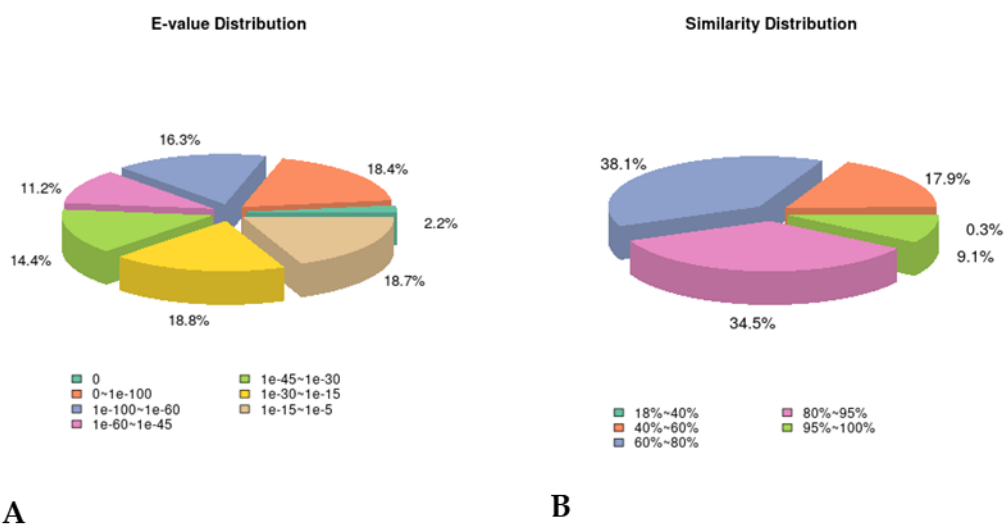 E-value Distribution
16.3%
18.4%
11.2%
2.2%
14.4%
18.7%
18.8%
0
0~1e-100
1e-100~1e-60
1e-60~1e-45
1e-45~1e-30
1e-30~1e-15
1e-15~1e-5
A
Similarity Distribution
38.1%
17.9%
0.3%
9.1%
34.5%
18%~40%
40%~60%
60%~80%
80%~95%
95%~100%
B